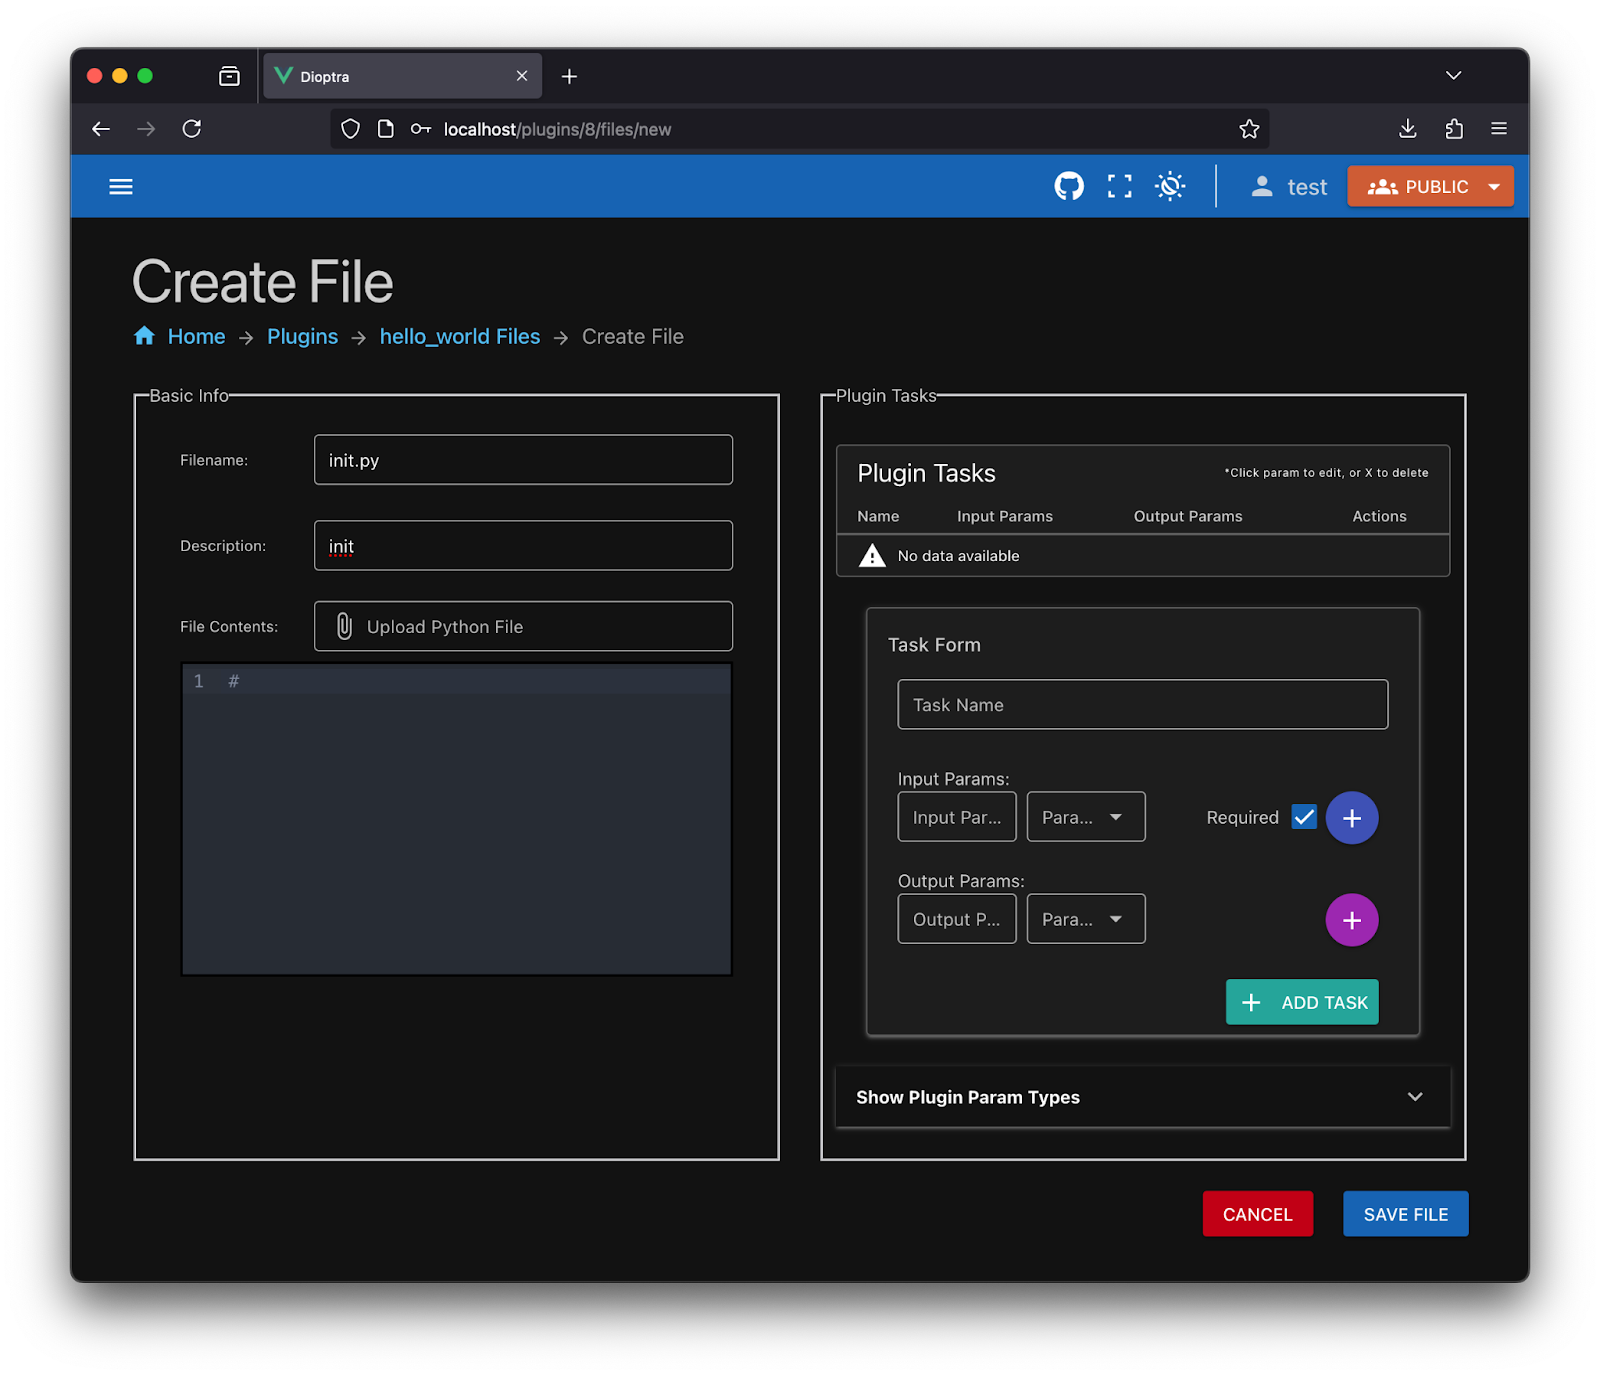 Dioptra
localhost/plugins/8/files/new
test
PUBLIC
Create File
Home → Plugins → hello_world Files → Create File
Basic Info
Filename:
init.py
Description:
init
File Contents:
Upload Python File
1 #
Plugin Tasks
Plugin Tasks
*Click param to edit, or X to delete
Name Input Params Output Params Actions
No data available
Task Form
Task Name
Input Params:
Input Par... Para... Required
Output Params:
Output P... Para...
+ ADD TASK
Show Plugin Param Types
CANCEL SAVE FILE